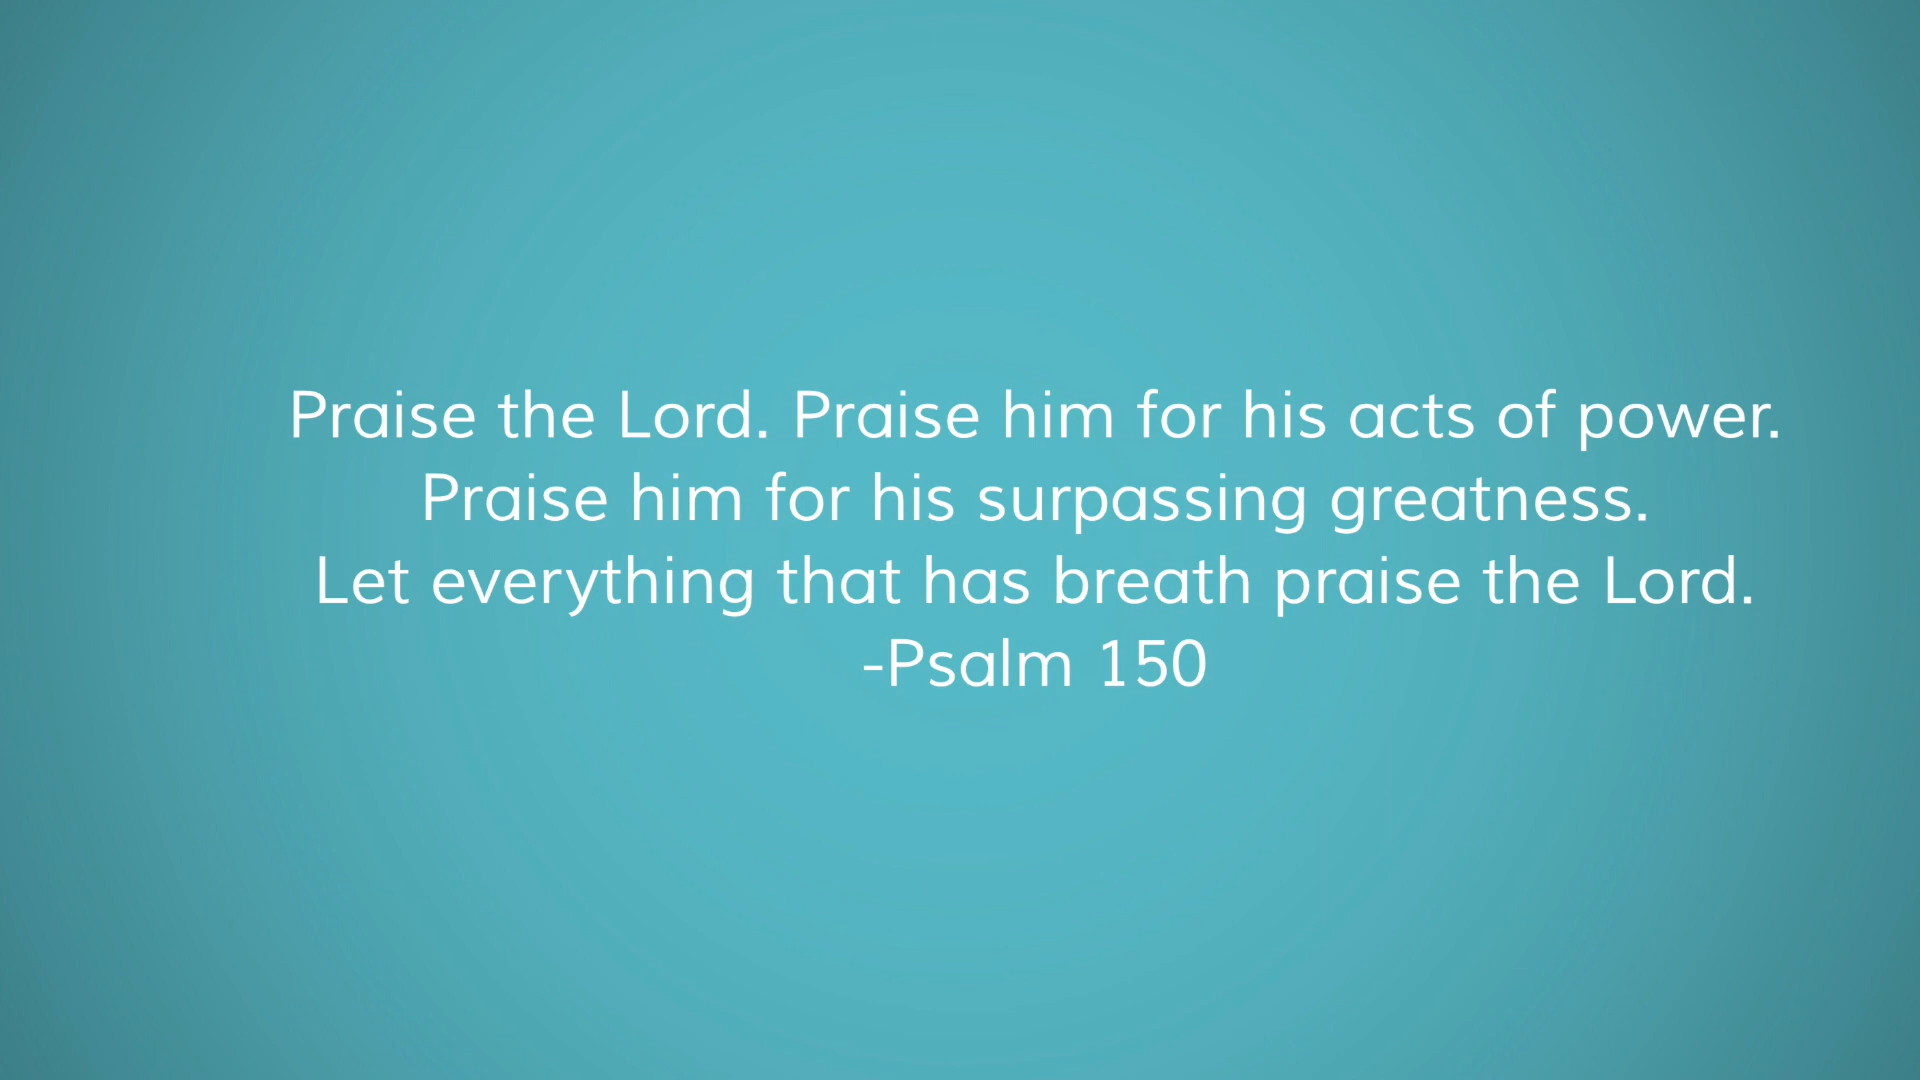 Praise the Lord. Praise him for his acts of power.
Praise him for his surpassing greatness.
Let everything that has breath praise the Lord.
-Psalm 150